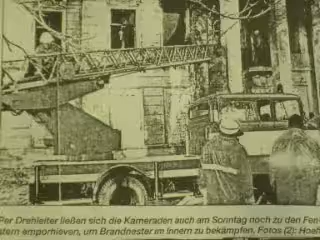 Per Drehleiter ließen sich die Kameraden auch am Sonntag noch zu den Fen-
stern emporhieven, um Brandnester im Innern zu bekämpfen. Fotos (2):